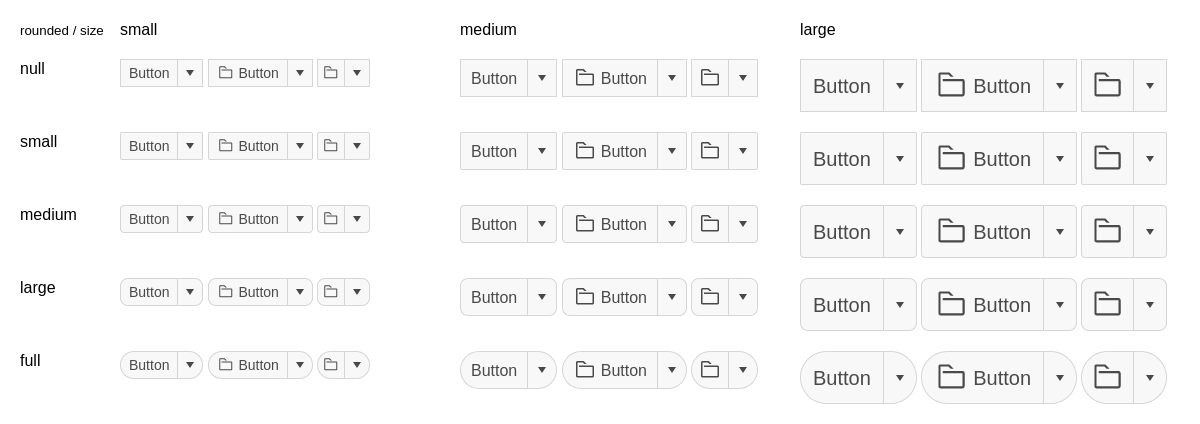 rounded / size small medium large
null Button Button Button Button Button Button
small Button Button Button Button Button Button
medium Button Button Button Button Button Button
large Button Button Button Button Button Button
full Button Button Button Button Button Button